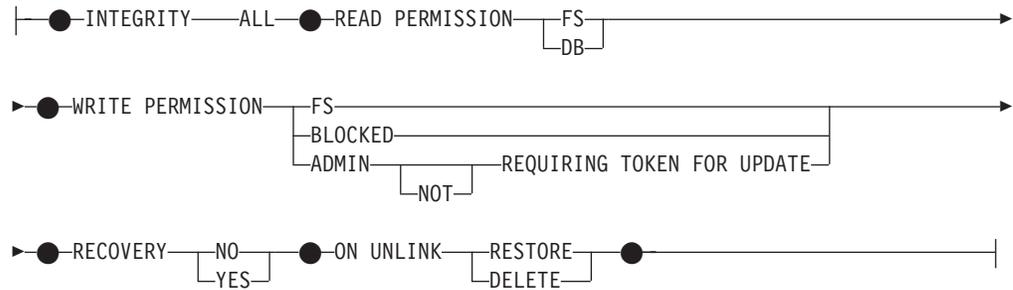 INTEGRITY ALL READ PERMISSION FS
DB
WRITE PERMISSION FS
BLOCKED
ADMIN REQUIRING TOKEN FOR UPDATE
NOT
RECOVERY NO ON UNLINK RESTORE
YES DELETE